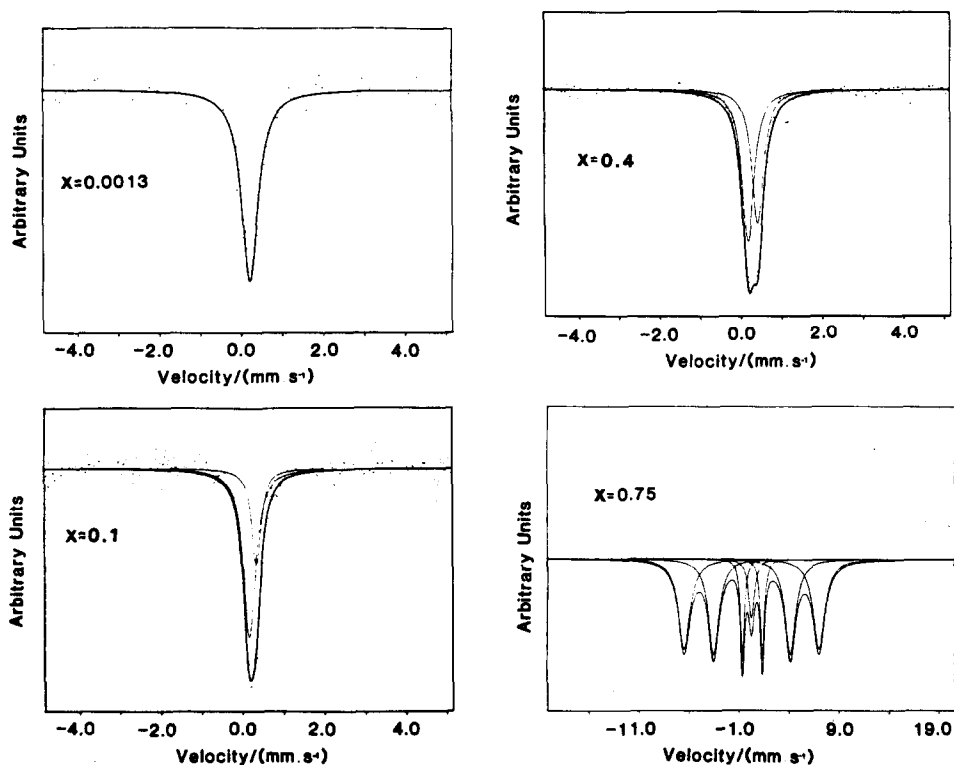 Arbitrary Units
X=0.0013
-4.0 -2.0 0.0 2.0 4.0
Velocity/(mm s⁻¹)
Arbitrary Units
X=0.4
-4.0 -2.0 0.0 2.0 4.0
Velocity/(mm s⁻¹)
Arbitrary Units
X=0.1
-4.0 -2.0 0.0 2.0 4.0
Velocity/(mm.s⁻¹)
Arbitrary Units
X=0.75
-11.0 -1.0 9.0 19.0
Velocity/(mm.s⁻¹)